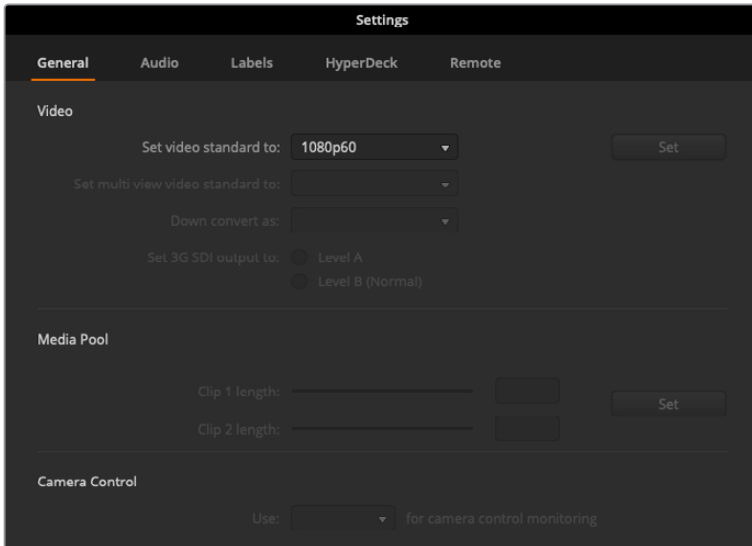 Settings
General Audio Labels HyperDeck Remote
Video
Set video standard to: 1080p60 Set
Set multi view video standard to:
Down convert as:
Set 3G SDI output to: Level A
Level B (Normal)
Media Pool
Clip 1 length:
Set
Clip 2 length:
Camera Control
Use: for camera control monitoring